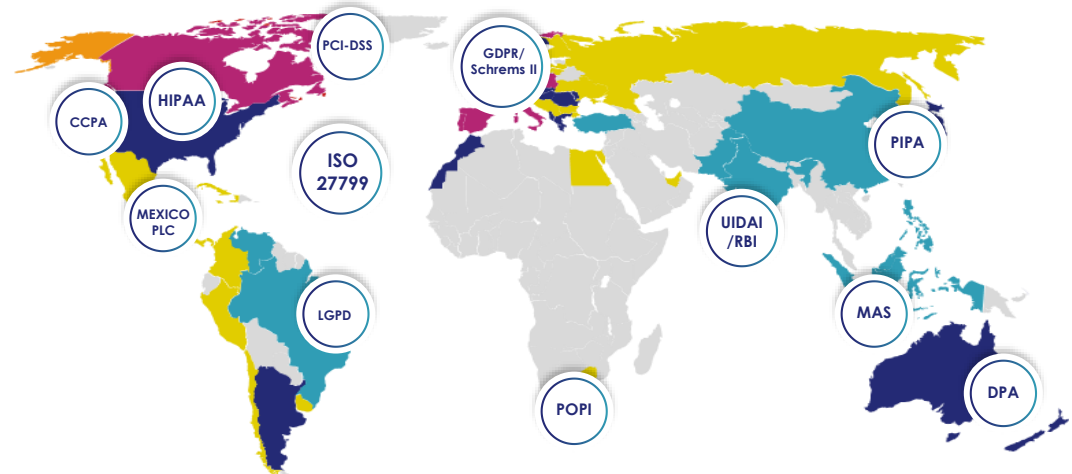 PCI-DSS
GDPR/
Schrems II
HIPAA
CCPA
PIPA
ISO
27799
MEXICO
PLC
UIDAI
/RBI
LGPD
MAS
DPA
POPI